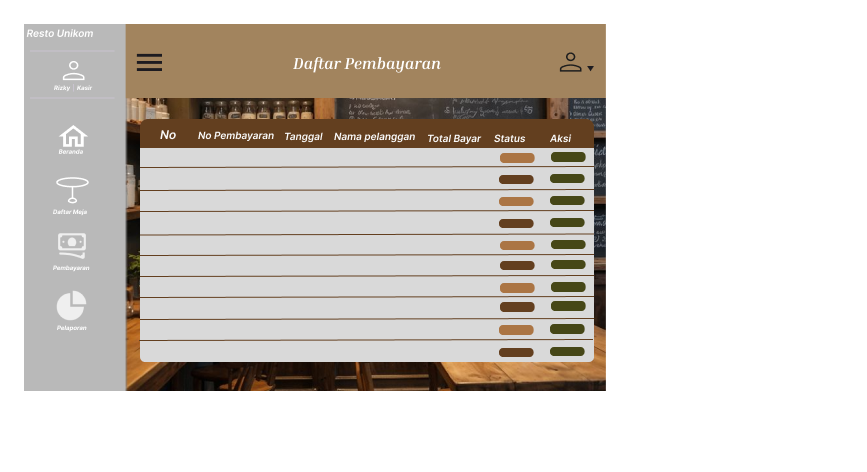 Resto Unikom
Daftar Pembayaran
Rizky | Kasir
No No Pembayaran Tanggal Nama pelanggan Total Bayar Status Aksi
Beranda
Daftar Meja
Pembayaran
Pelaporan